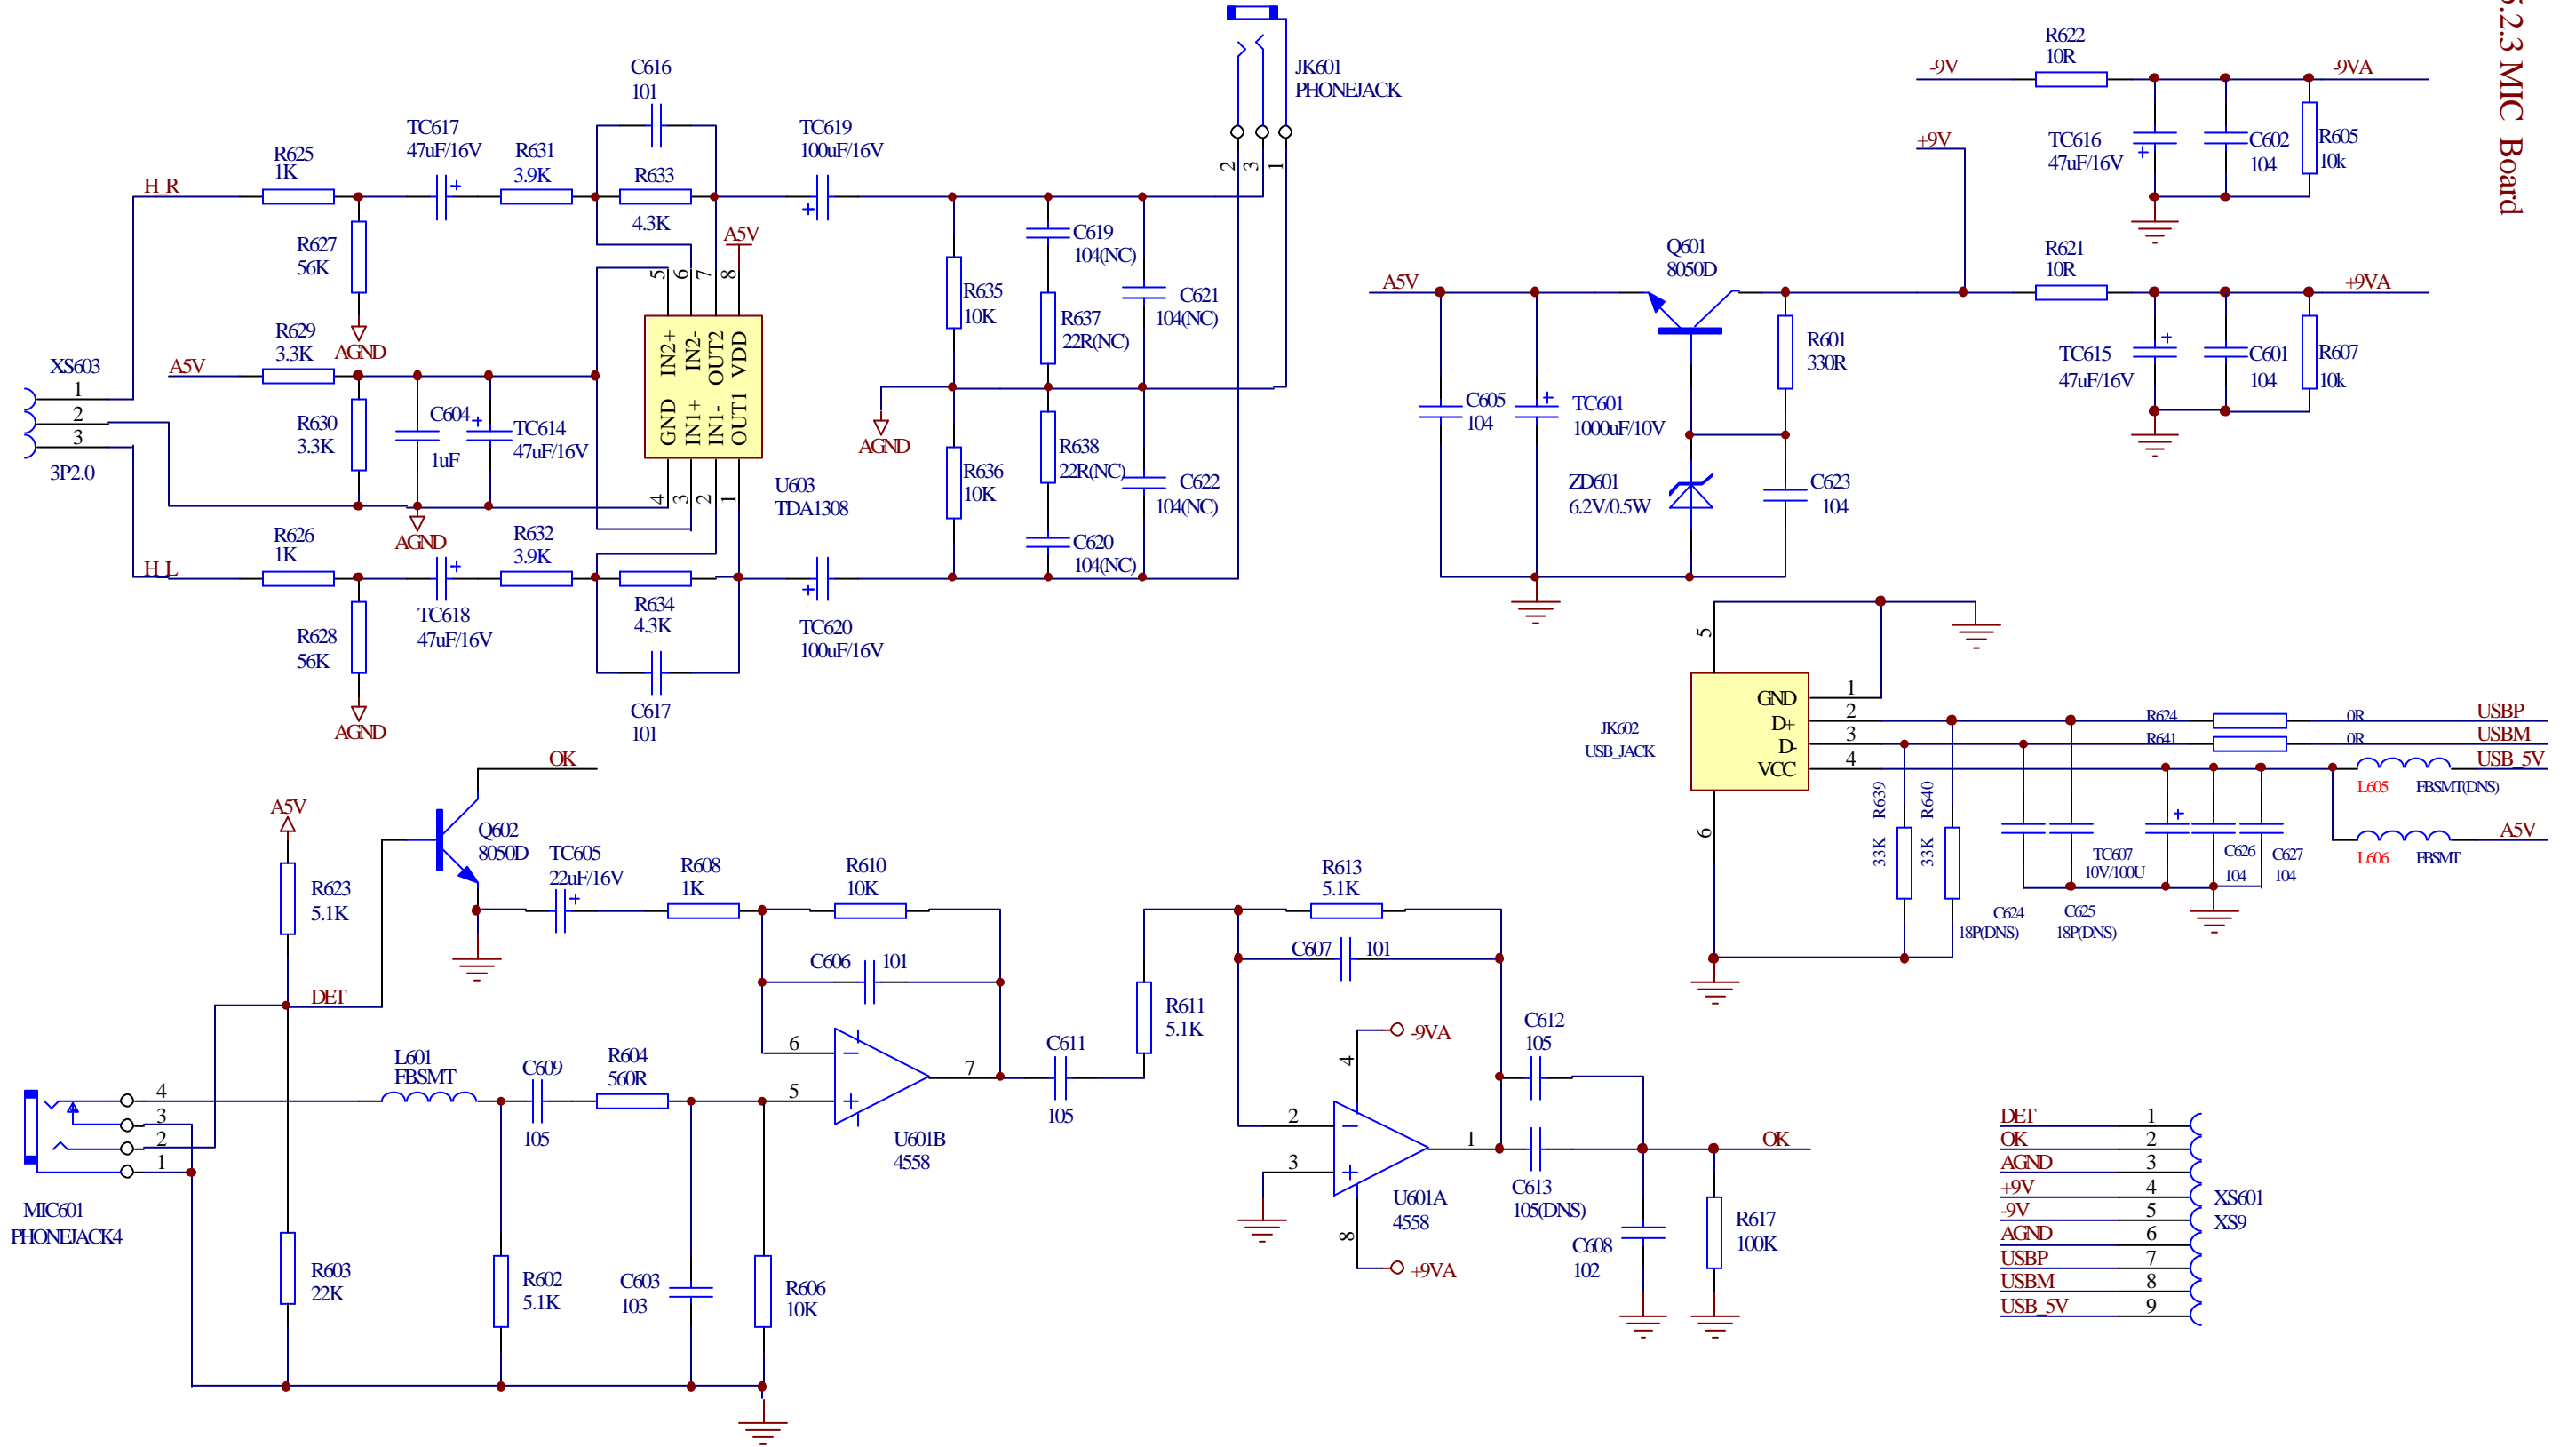 5.2.3 MIC Board
C616
101
JK601
PHONEJACK
2
3
1
TC617
47uF/16V
R631
3.9K
R633
4.3K
TC619
100uF/16V
R625
1K
H_R
R627
56K
AGND
R629
3.3K
A5V
XS603
1
2
3
3P2.0
R630
3.3K
C604
1uF
TC614
47uF/16V
AGND
A5V
5
6
7
8
IN2+
IN2-
OUT2
VDD
GND
IN1+
IN1-
OUT1
4
3
2
1
U603
TDA1308
R626
1K
H_L
R632
3.9K
TC618
47uF/16V
R628
56K
AGND
R634
4.3K
C617
101
TC620
100uF/16V
R635
10K
C619
104(NC)
R637
22R(NC)
C621
104(NC)
AGND
R636
10K
R638
22R(NC)
C622
104(NC)
C620
104(NC)
-9V
R622
10R
-9VA
+9V
TC616
47uF/16V
C602
104
R605
10k
A5V
Q601
8050D
R621
10R
+9VA
R601
330R
TC615
47uF/16V
C601
104
R607
10k
C605
104
TC601
1000uF/10V
ZD601
6.2V/0.5W
C623
104
5
JK602
USB_JACK
GND
D+
D-
VCC
1
2
3
4
6
R624
0R
USBP
R641
0R
USBM
USB_5V
L605
FBSMT(DNS)
A5V
L606
FBSMT
R639
33K
R640
33K
TC607
10V/100U
C626
104
C627
104
C624
18P(DNS)
C625
18P(DNS)
OK
A5V
Q602
8050D
R623
5.1K
DET
TC605
22uF/16V
R608
1K
R610
10K
C606
101
6
5
7
U601B
4558
L601
FBSMT
C609
105
R604
560R
4
3
2
1
MIC601
PHONEJACK4
R603
22K
R602
5.1K
C603
103
R606
10K
C611
105
R611
5.1K
R613
5.1K
C607
101
-9VA
4
2
3
1
8
+9VA
U601A
4558
C612
105
C613
105(DNS)
OK
C608
102
R617
100K
DET 1
OK 2
AGND 3
+9V 4
-9V 5
AGND 6
USBP 7
USBM 8
USB_5V 9
XS601
XS9